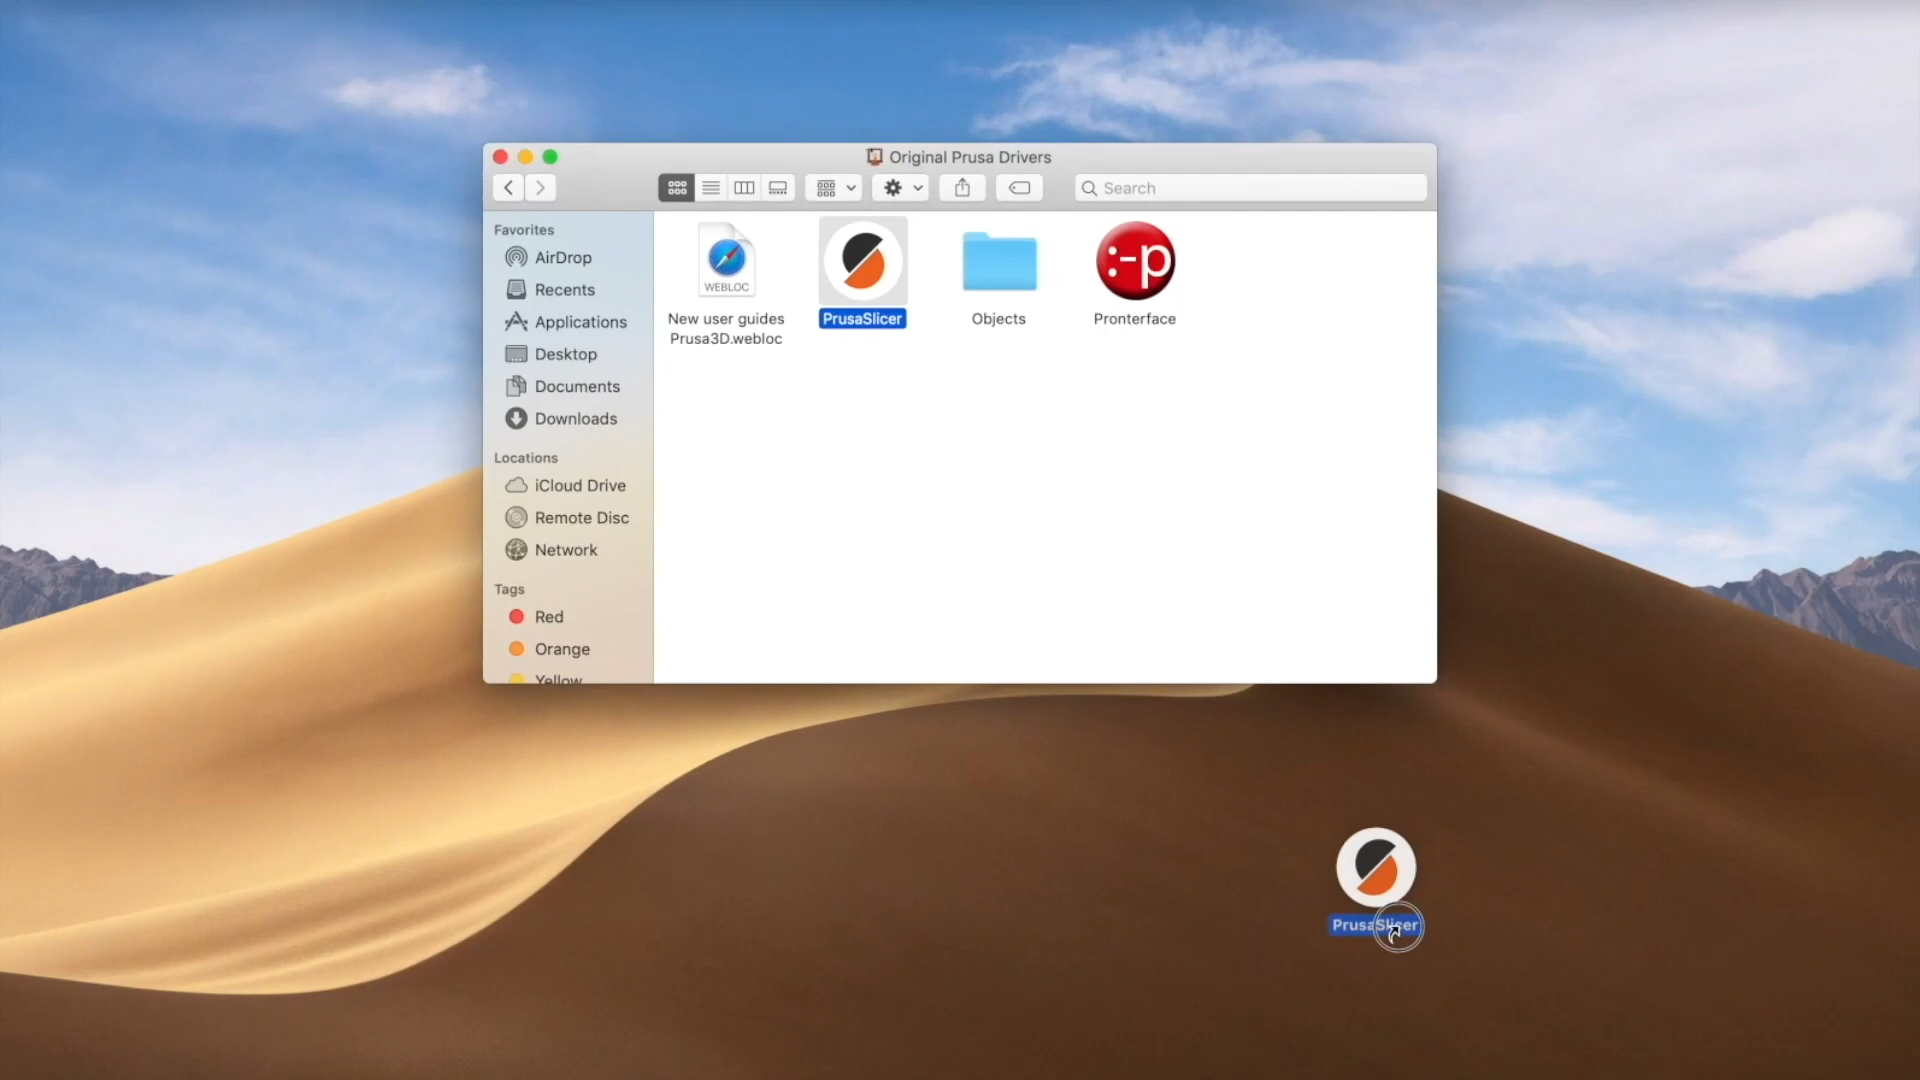 Original Prusa Drivers
Search
Favorites
AirDrop
Recents
Applications
Desktop
Documents
Downloads
Locations
iCloud Drive
Remote Disc
Network
Tags
Red
Orange
Yellow
WEBLOC
New user guides
Prusa3D.webloc
PrusaSlicer
Objects
:-p
Pronterface
PrusaSlicer